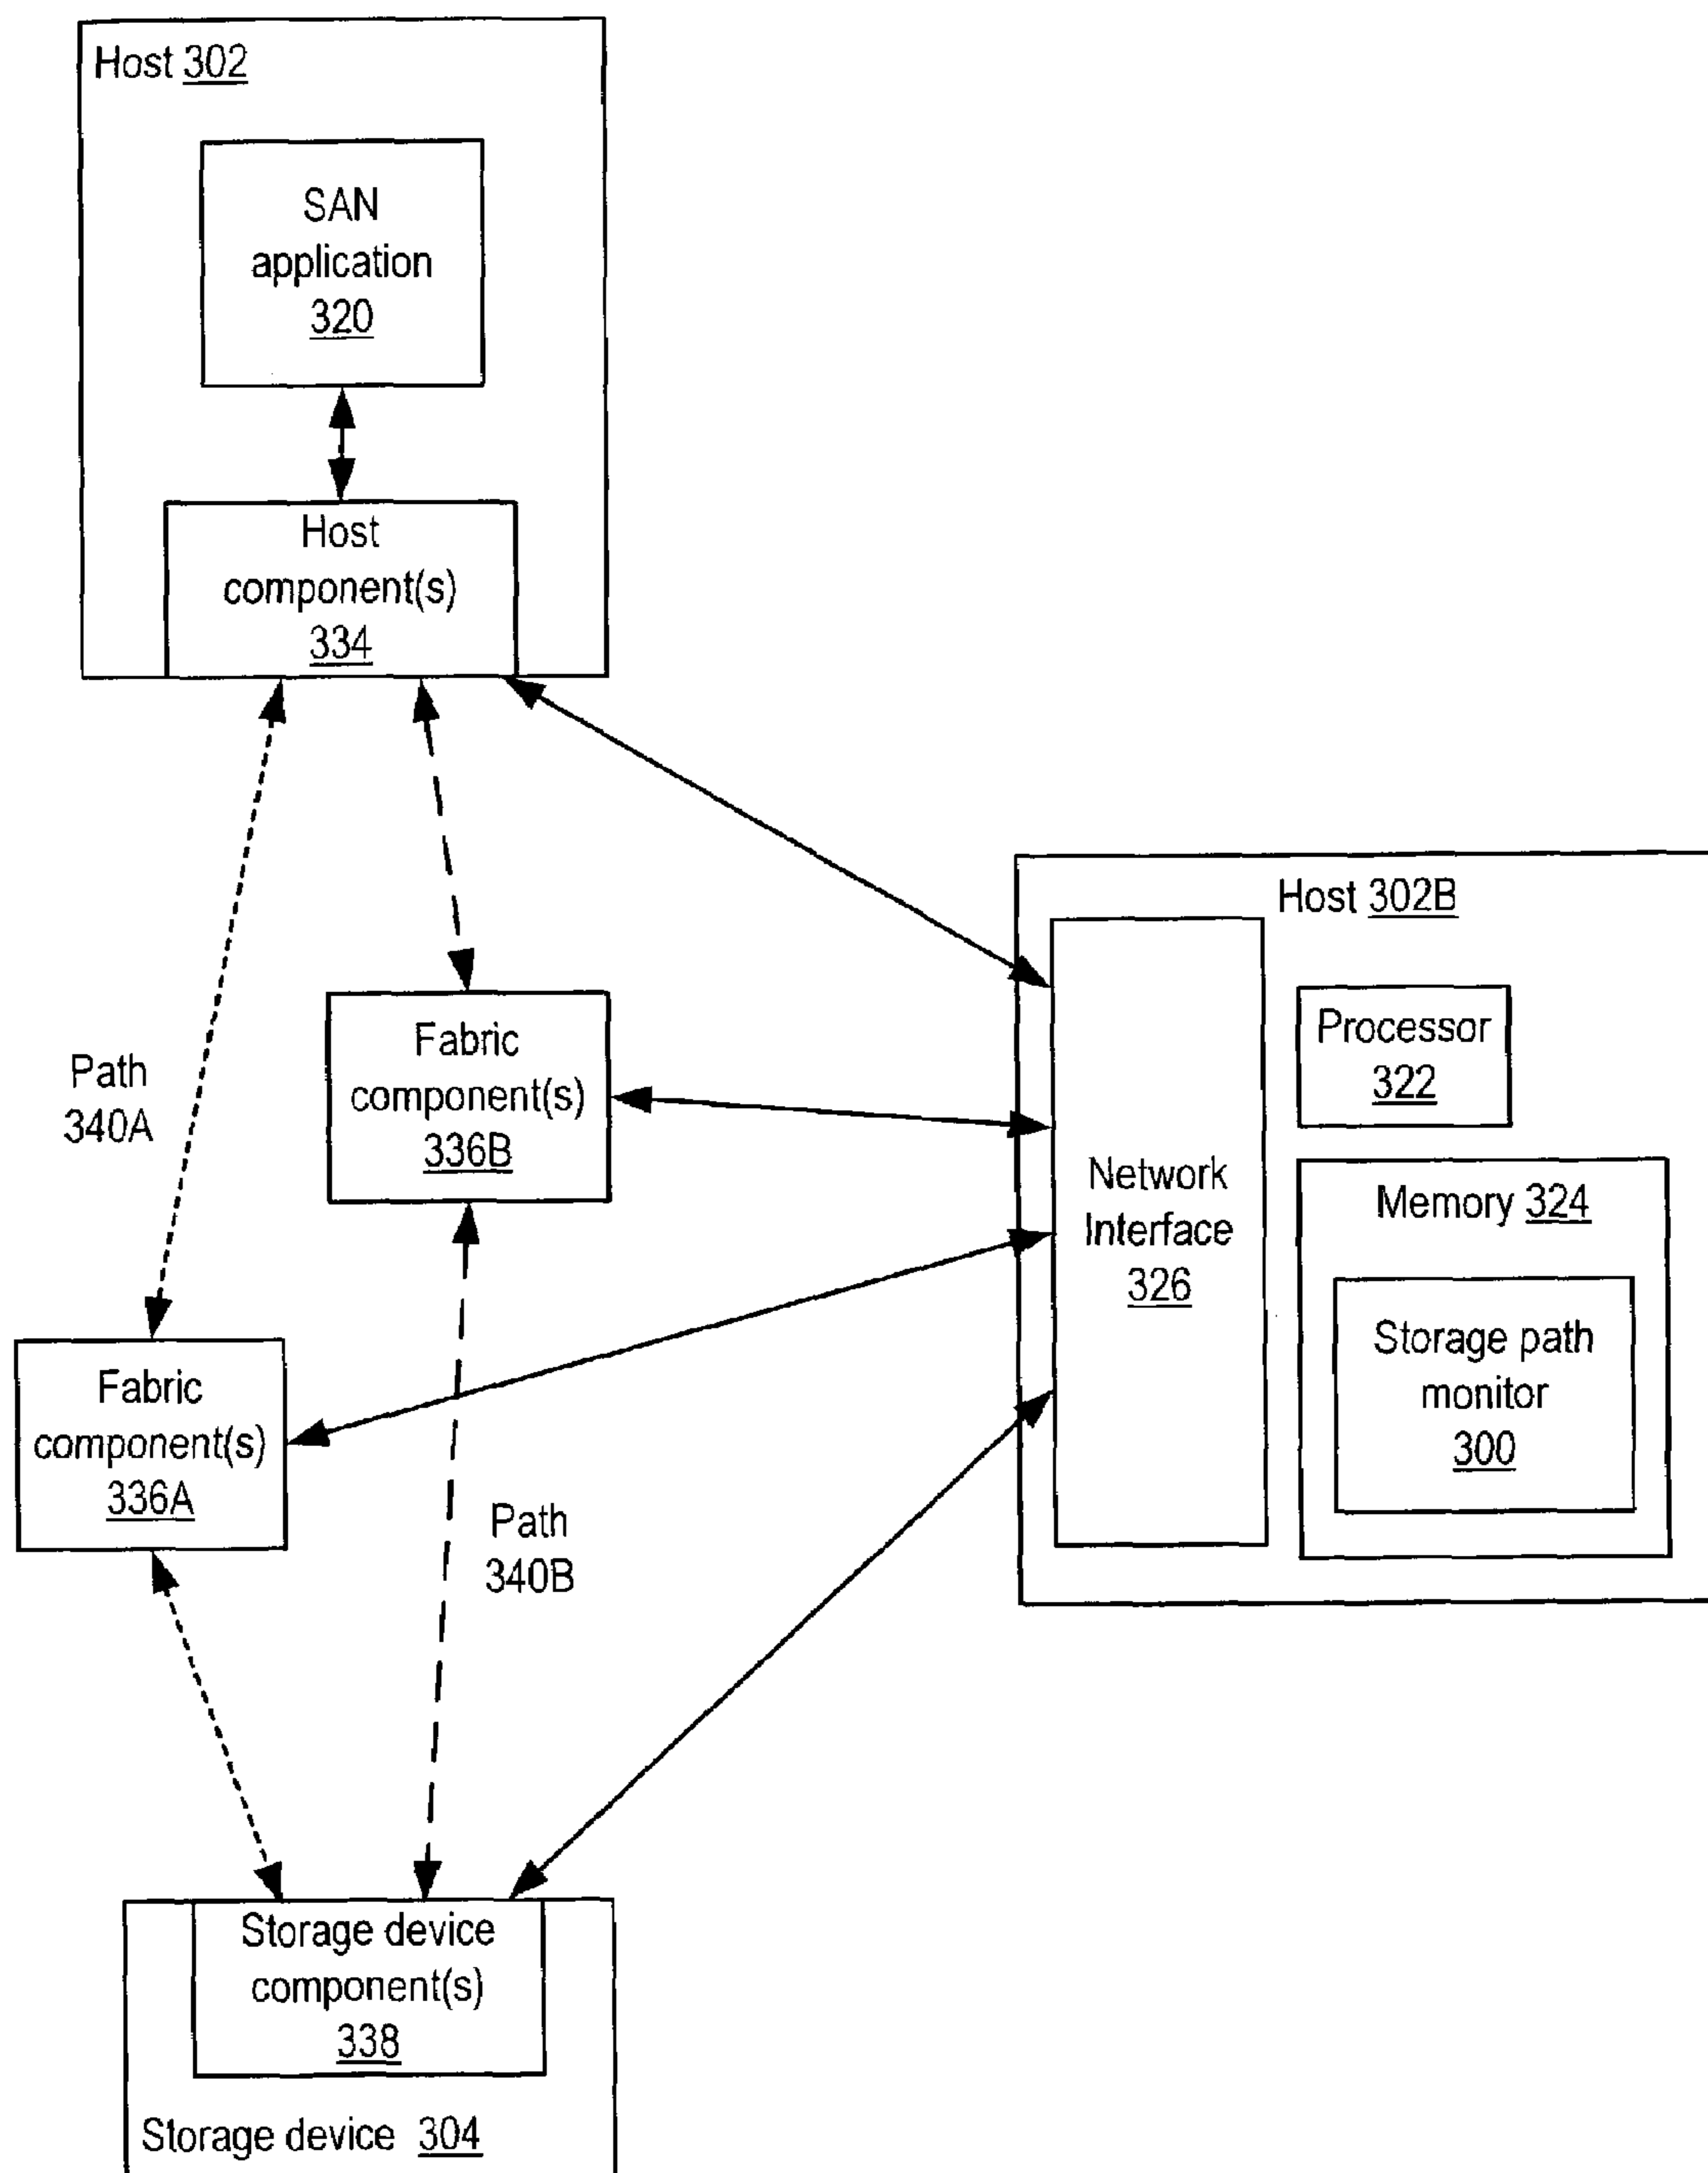 Host 302
SAN
application
320
Host
component(s)
334
Host 302B
Processor
322
Fabric
component(s)
336B
Path
340A
Network
Interface
326
Memory 324
Storage path
monitor
300
Fabric
component(s)
336A
Path
340B
Storage device
component(s)
338
Storage device 304